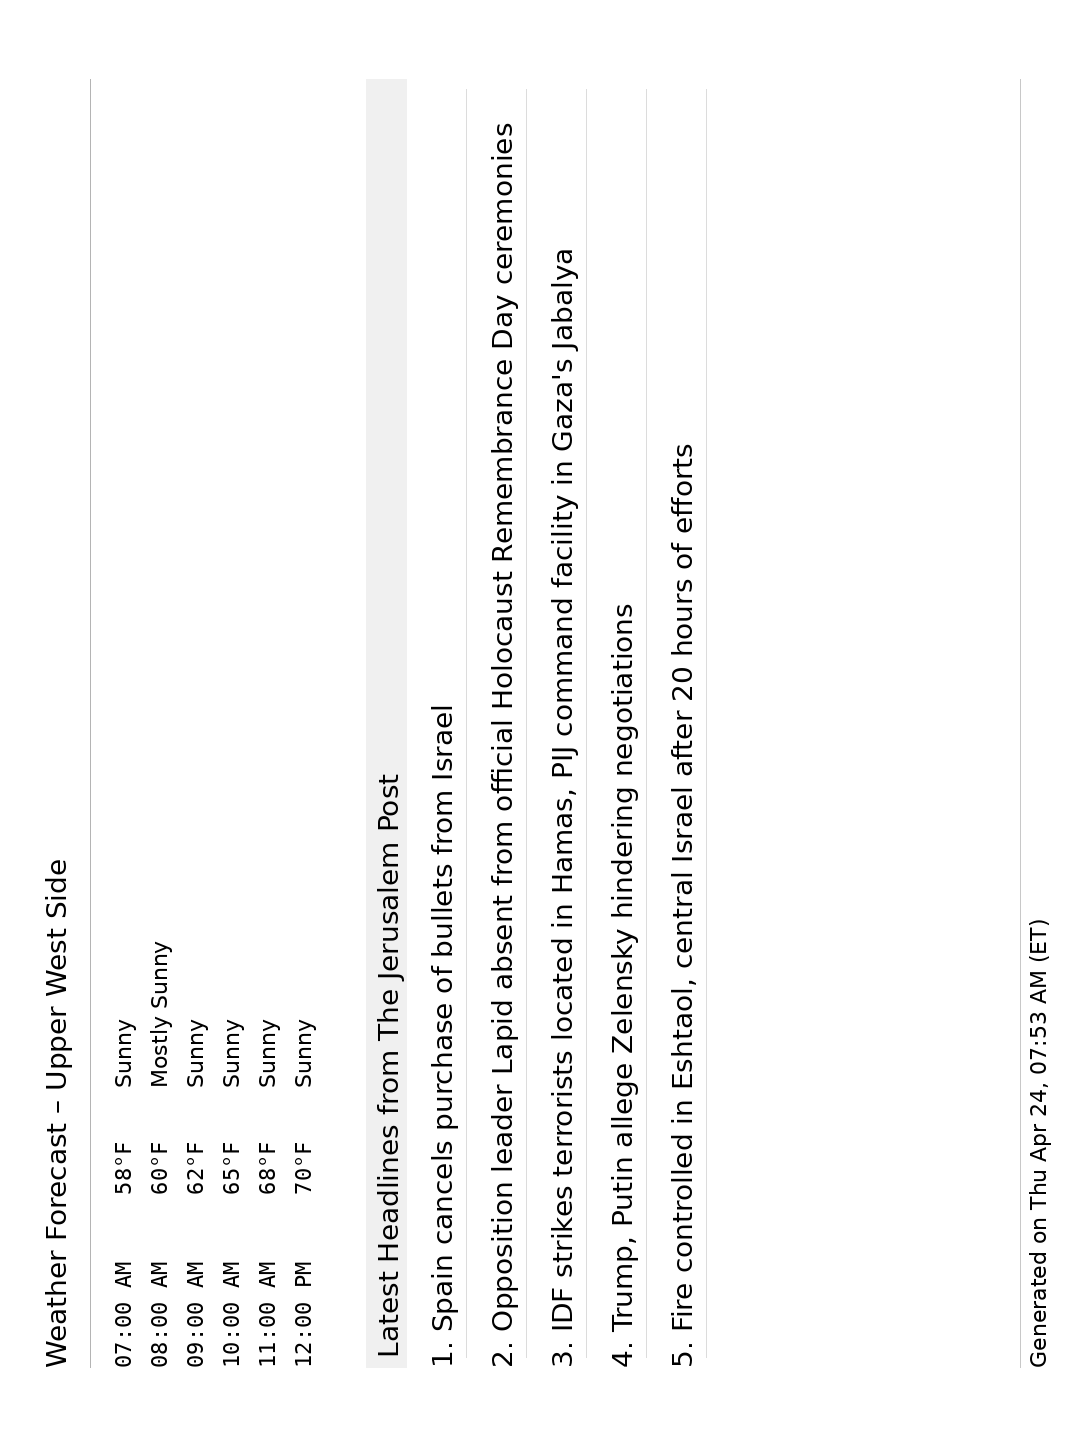 Weather Forecast – Upper West Side
07:00 AM 58°F Sunny
08:00 AM 60°F Mostly Sunny
09:00 AM 62°F Sunny
10:00 AM 65°F Sunny
11:00 AM 68°F Sunny
12:00 PM 70°F Sunny
Latest Headlines from The Jerusalem Post
1. Spain cancels purchase of bullets from Israel
2. Opposition leader Lapid absent from official Holocaust Remembrance Day ceremonies
3. IDF strikes terrorists located in Hamas, PIJ command facility in Gaza's Jabalya
4. Trump, Putin allege Zelensky hindering negotiations
5. Fire controlled in Eshtaol, central Israel after 20 hours of efforts
Generated on Thu Apr 24, 07:53 AM (ET)